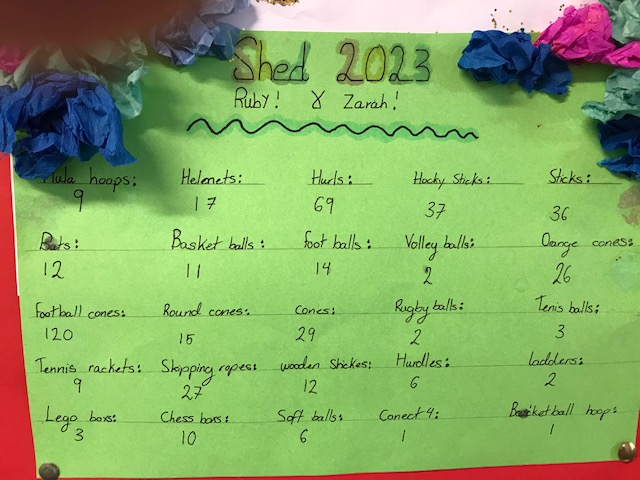 Shed 2023
Ruby! & Zarah!
Hula hoops: Helemets: Hurls: Hocky Sticks: Sticks:
9 17 69 37 36
Bats: Basket balls: foot balls: Volley balls: Orange cones:
12 11 14 2 26
Football cones: Round cones: Cones: Rugby balls: Tenis balls:
120 15 29 2 3
Tennis rackets: Skipping ropes: wooden Stickes: Hurdles: ladders:
9 27 12 6 2
Lego boxs: Chess boxs: Soft balls: Conect 4: Basketball hoop:
3 10 6 1 1